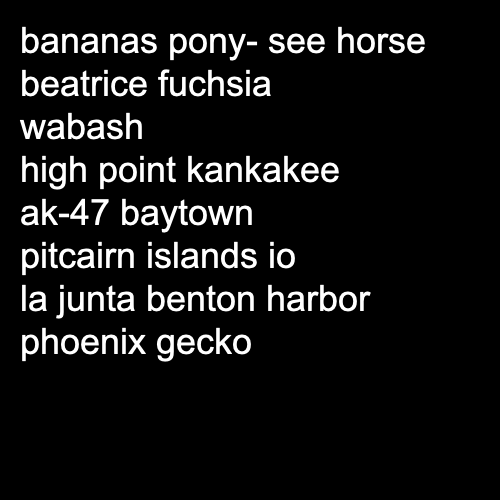 bananas pony- see horse
beatrice fuchsia
wabash
high point kankakee
ak-47 baytown
pitcairn islands io
la junta benton harbor
phoenix gecko